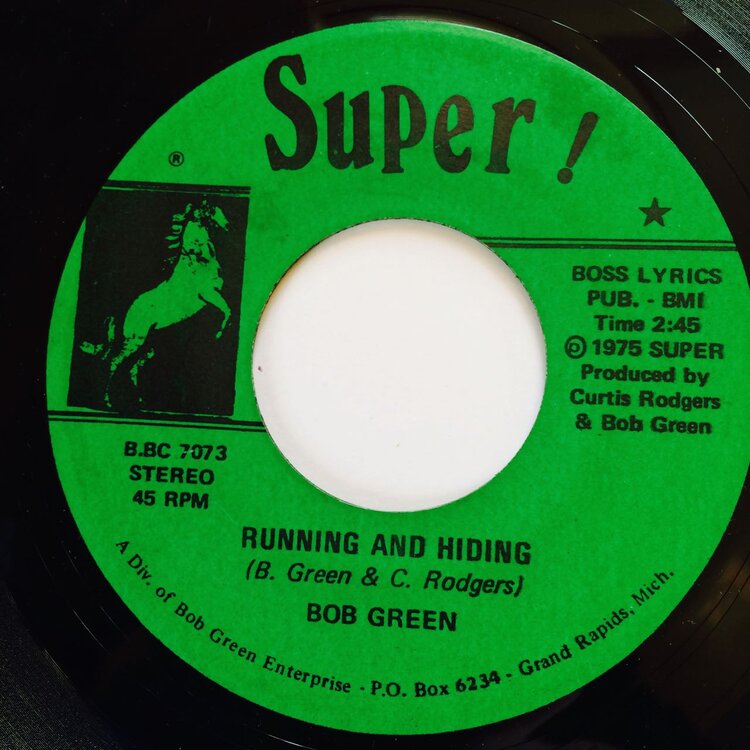 Super!
®
BOSS LYRICS
PUB. - BMI
Time 2:45
℗ 1975 SUPER
Produced by
Curtis Rodgers
& Bob Green
B.BC 7073
STEREO
45 RPM
RUNNING AND HIDING
(B. Green & C. Rodgers)
BOB GREEN
A Div. of Bob Green Enterprise - P.O. Box 6234 - Grand Rapids, Mich.